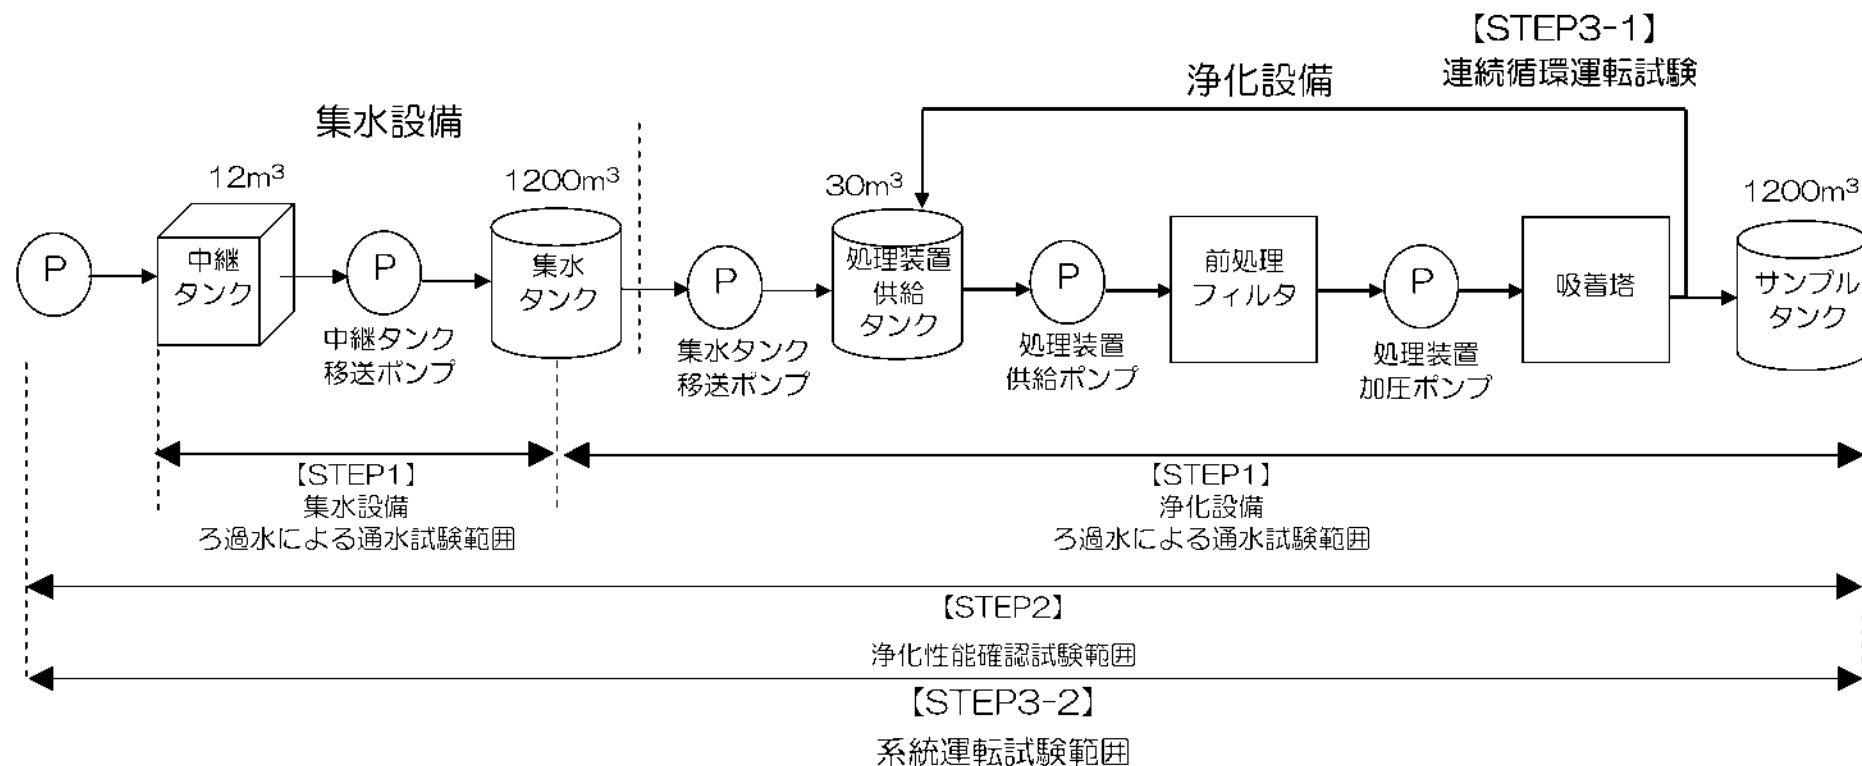 【STEP3-1】
連続循環運転試験
浄化設備
集水設備
12m³
1200m³
30m³
1200m³
P
中継
タンク
P
中継タンク
移送ポンプ
集水
タンク
P
集水タンク
移送ポンプ
処理装置
供給
タンク
P
処理装置
供給ポンプ
前処理
フィルタ
P
処理装置
加圧ポンプ
吸着塔
サンプル
タンク
【STEP1】
集水設備
ろ過水による通水試験範囲
【STEP1】
浄化設備
ろ過水による通水試験範囲
【STEP2】
浄化性能確認試験範囲
【STEP3-2】
系統運転試験範囲